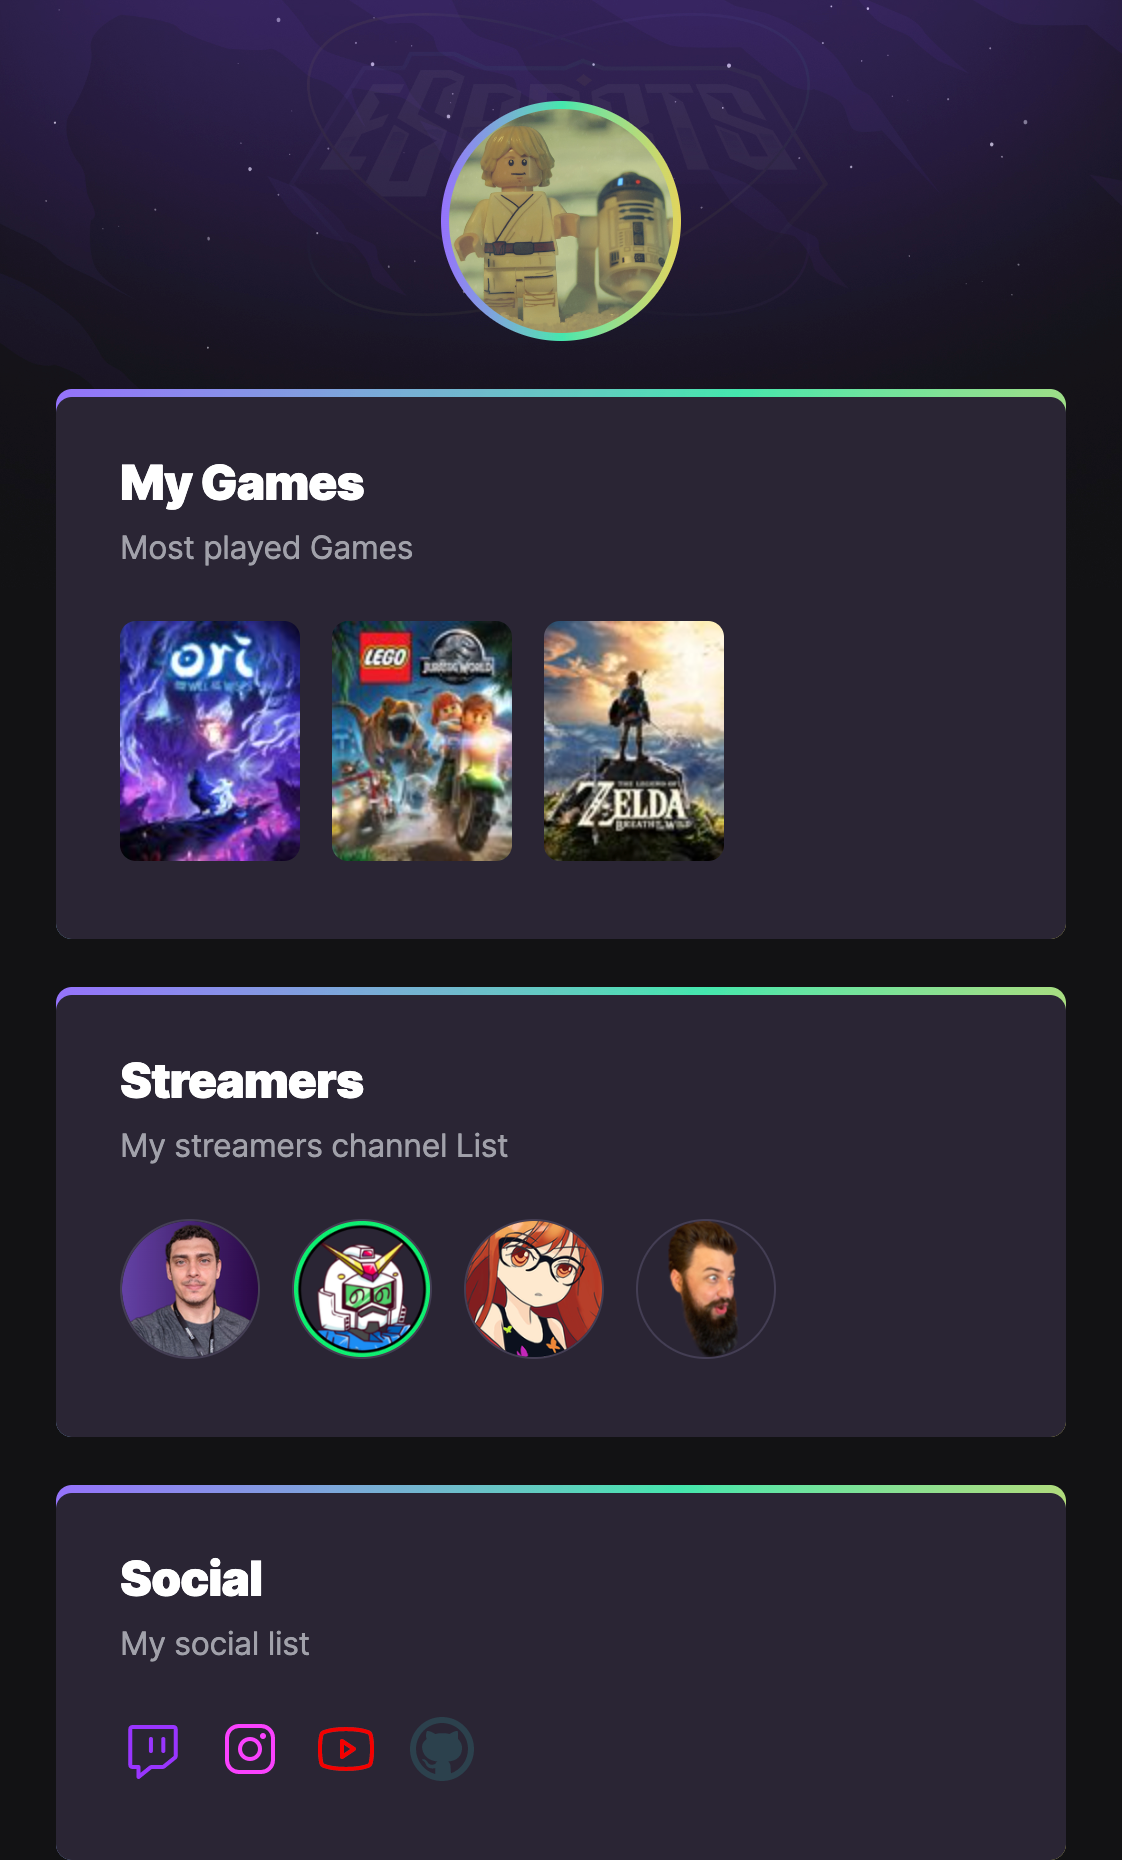 eSPORTS
My Games
Most played Games
ori
AND THE WILL OF THE WISPS
LEGO
JURASSIC WORLD
THE LEGEND OF
ZELDA
BREATH OF THE WILD
Streamers
My streamers channel List
Social
My social list